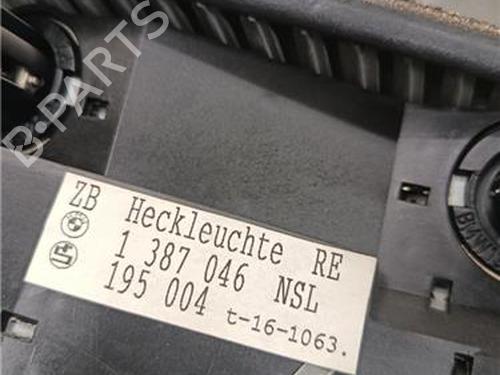 B-PARTS
ZB Heckleuchte RE
1 387 046 NSL
195 004 t-16-1063.
BMW